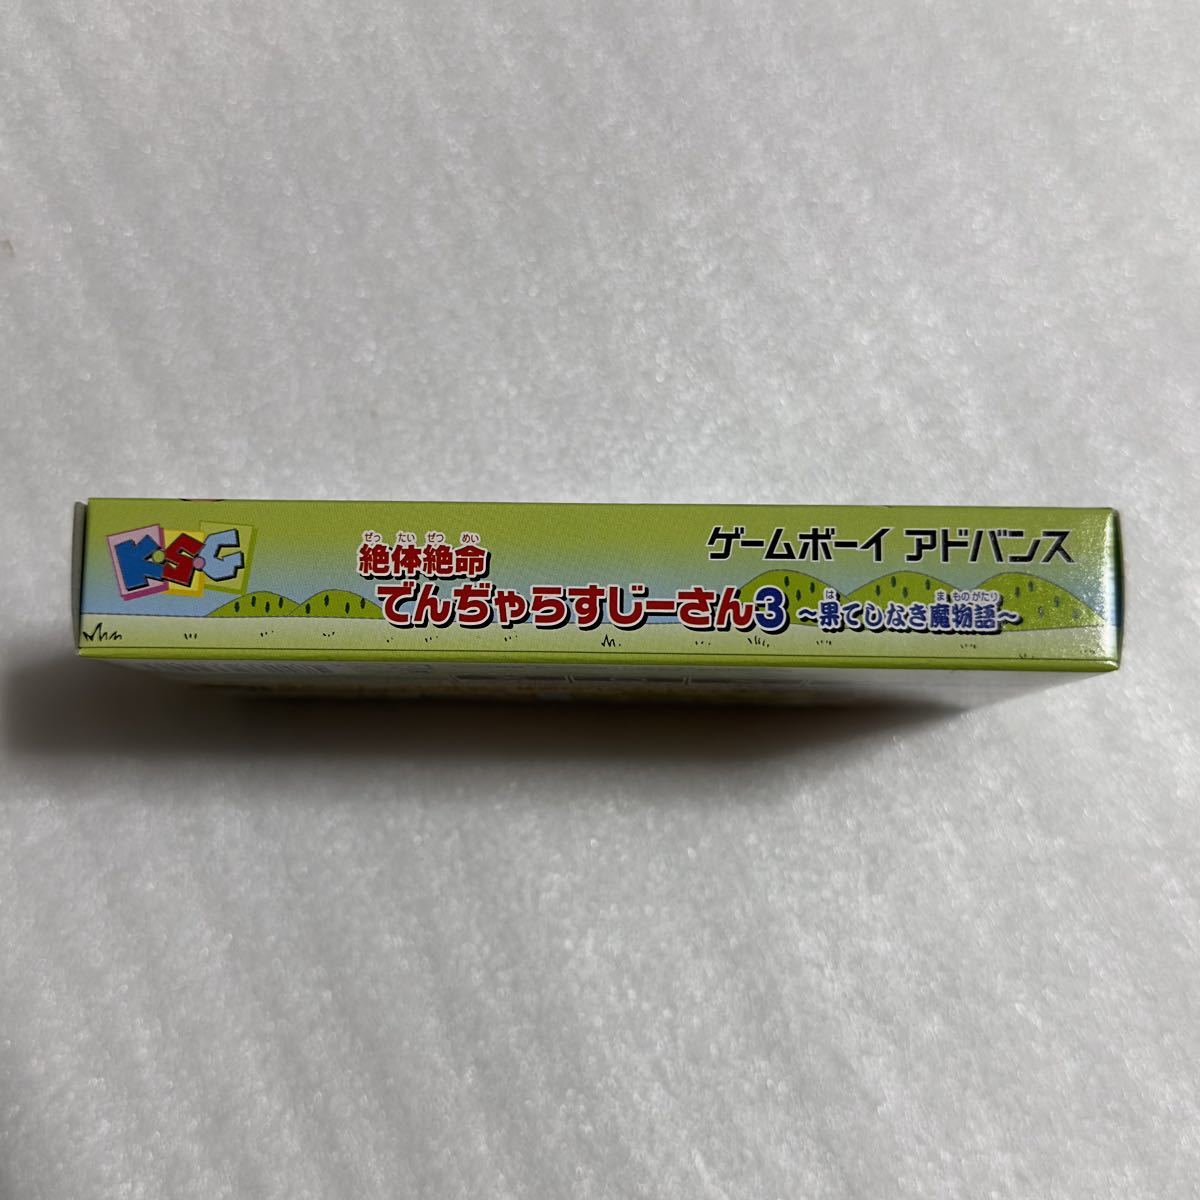 K・S・G
ゲームボーイ アドバンス
ぜっ たい ぜつ めい
絶体絶命
でんぢゃらすじーさん3
は ま ものがたり
～果てしなき魔物語～